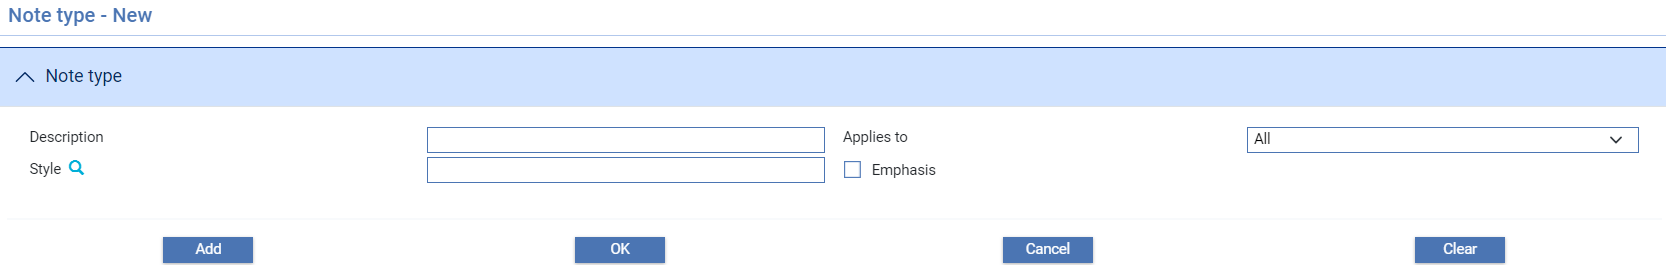 Note type - New
Note type
Description
Applies to
All
Style
Emphasis
Add
OK
Cancel
Clear